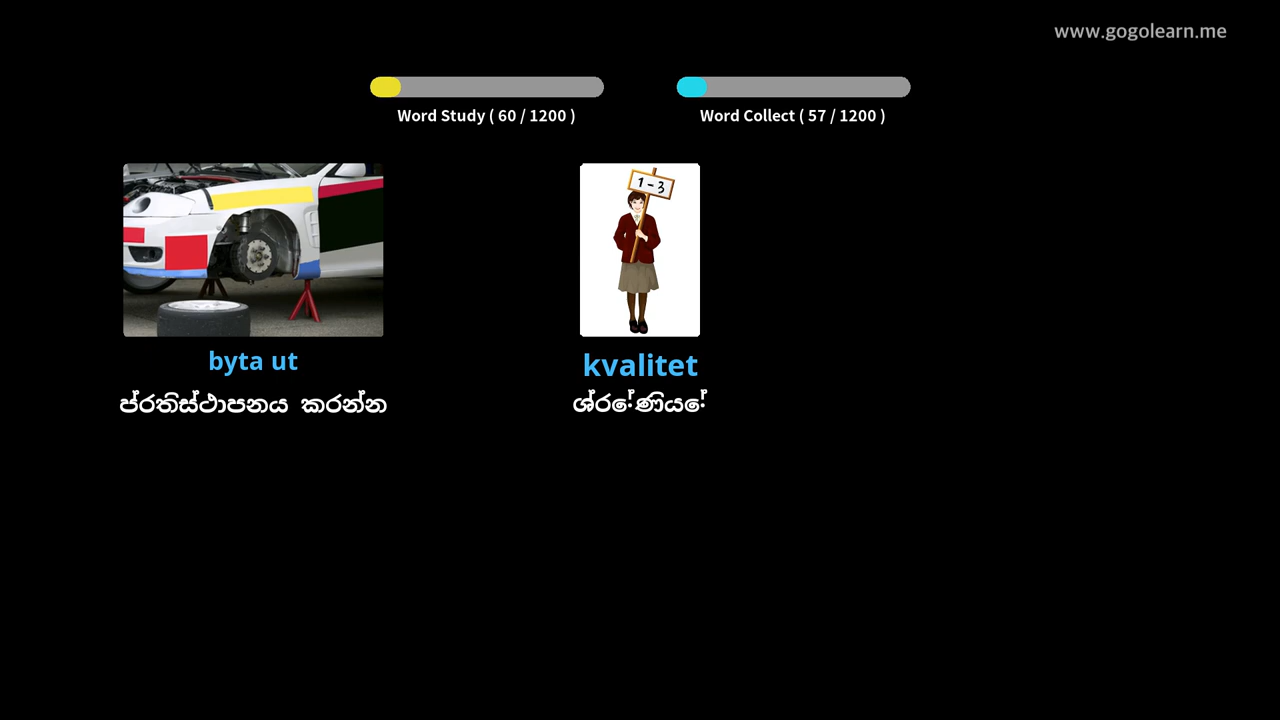 www.gogolearn.me
Word Study ( 60 / 1200 )
Word Collect ( 57 / 1200 )
1 - 3
byta ut
kvalitet
ප්රතිස්ථාපනය කරන්න
ශ්රේණියේ